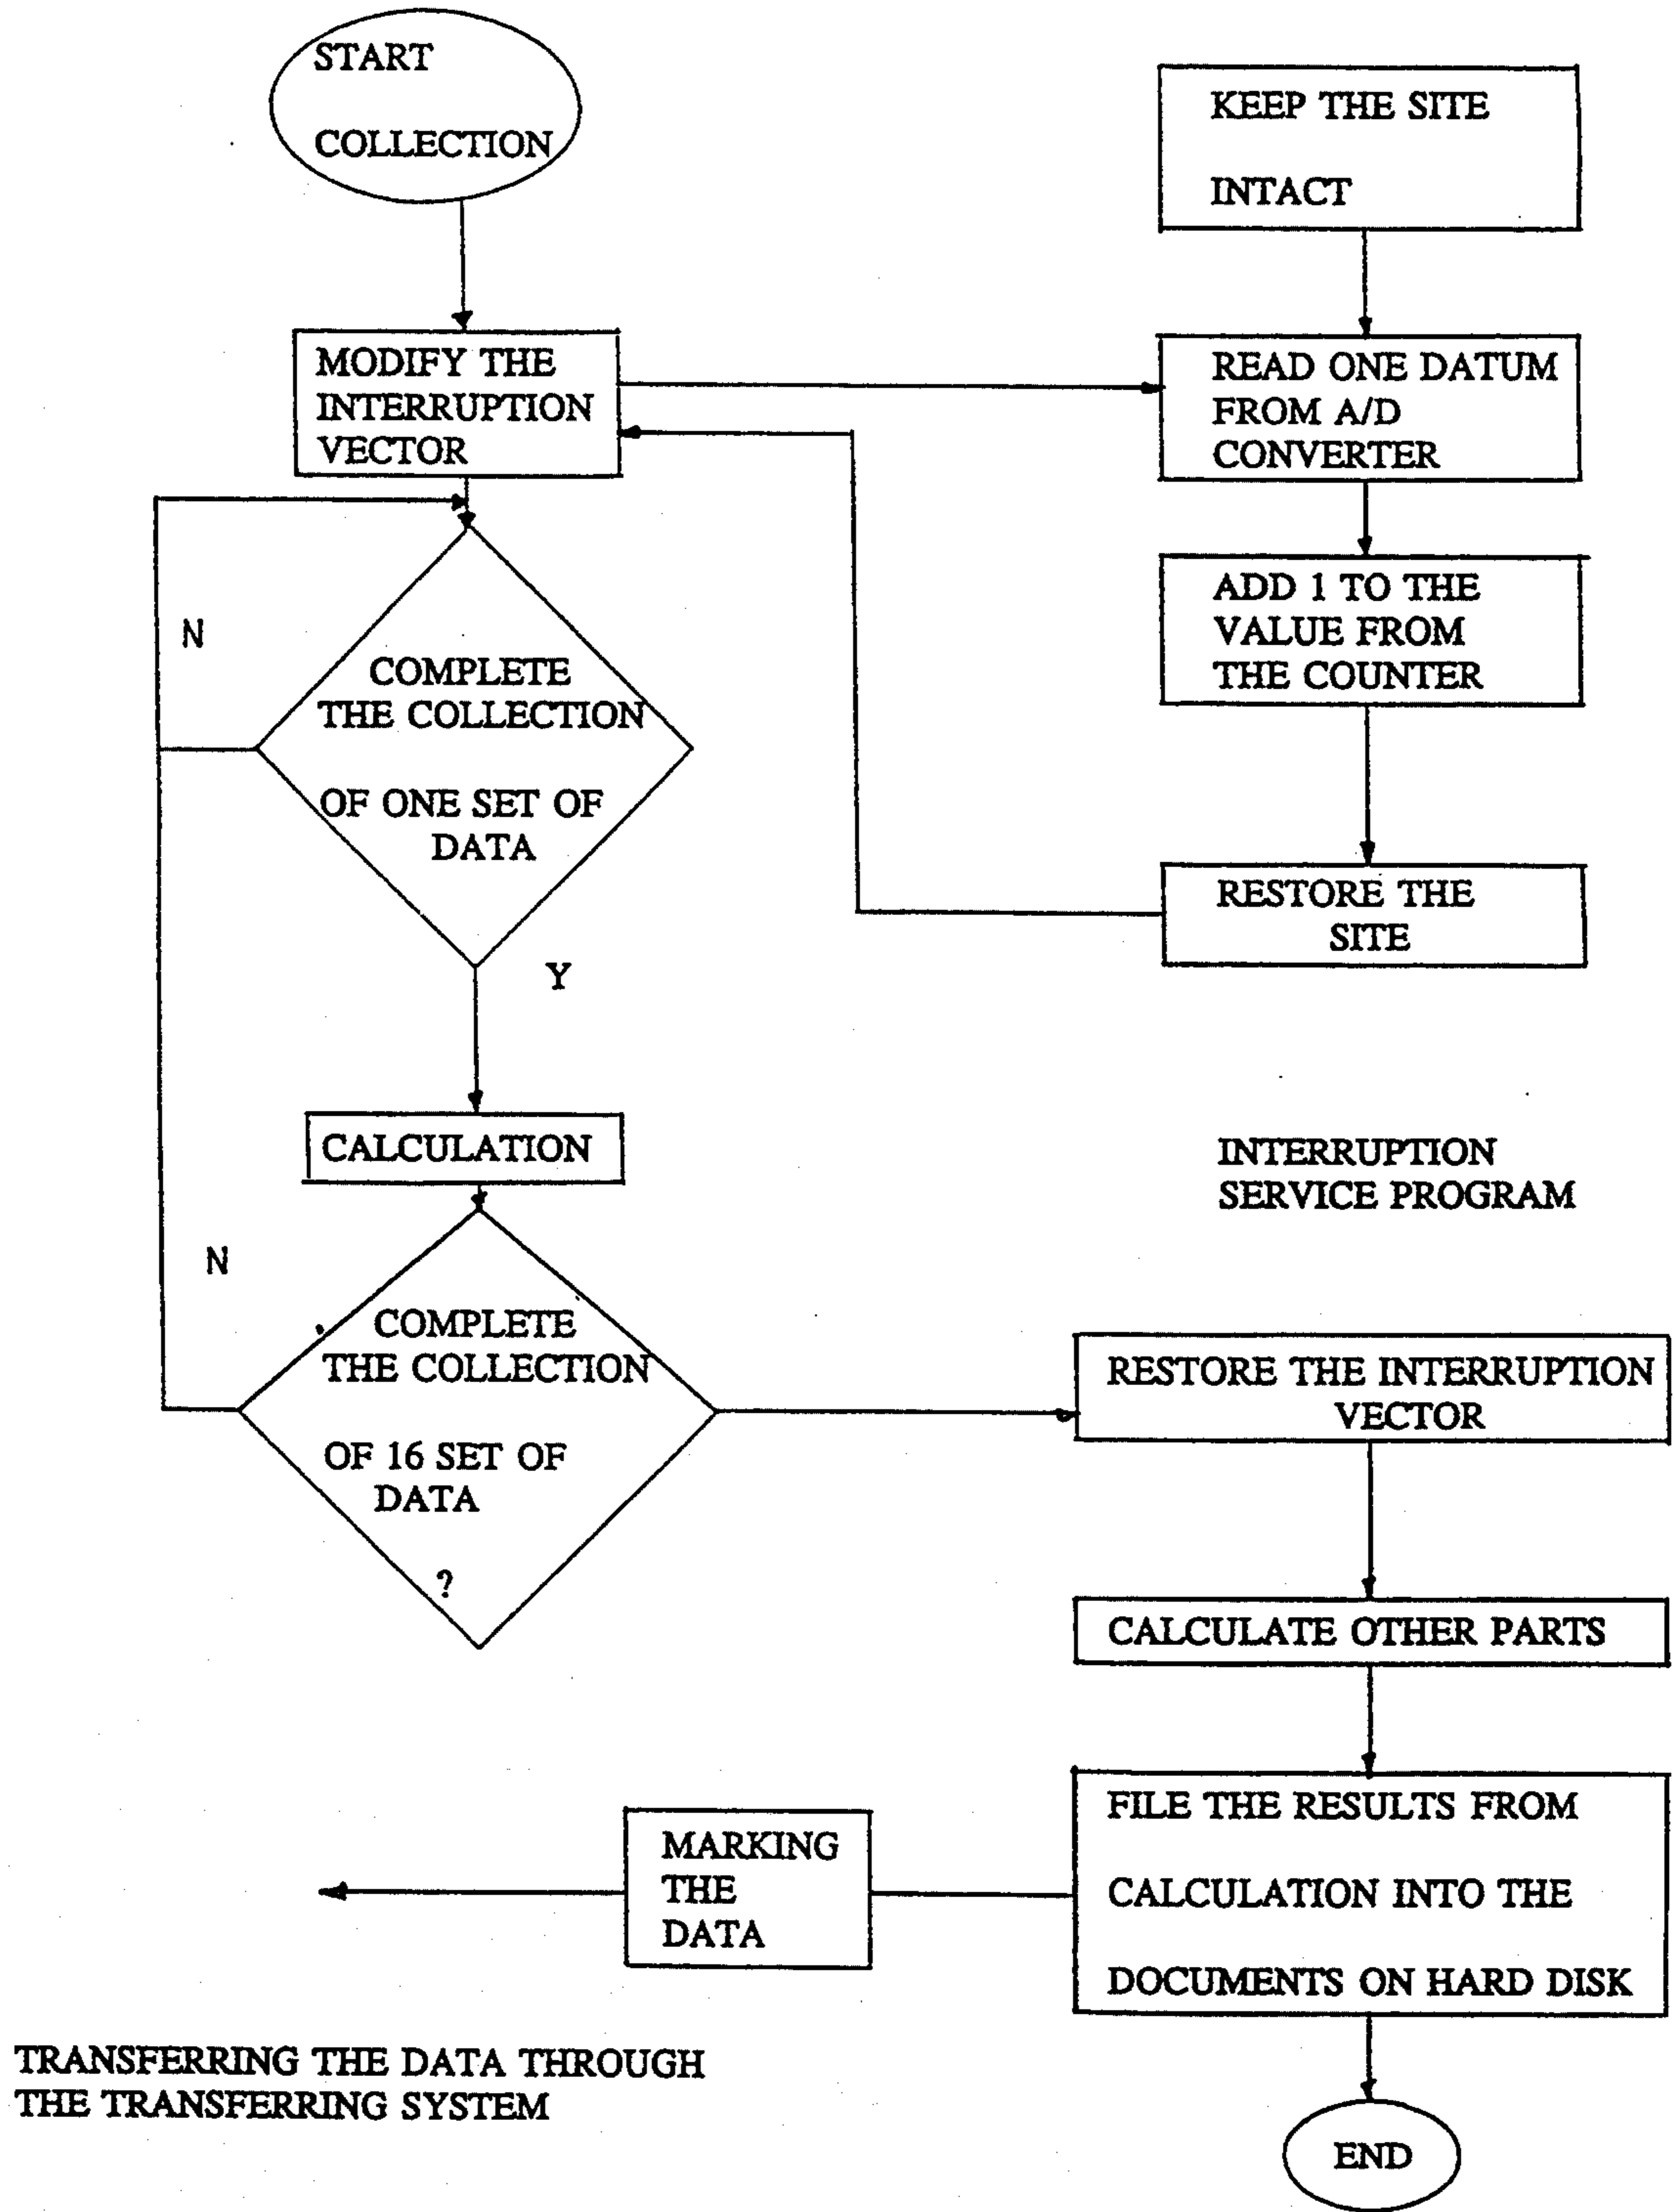 START
COLLECTION
KEEP THE SITE
INTACT
MODIFY THE
INTERRUPTION
VECTOR
READ ONE DATUM
FROM A/D
CONVERTER
ADD 1 TO THE
VALUE FROM
THE COUNTER
RESTORE THE
SITE
INTERRUPTION
SERVICE PROGRAM
N
COMPLETE
THE COLLECTION
OF ONE SET OF
DATA
Y
CALCULATION
N
COMPLETE
THE COLLECTION
OF 16 SET OF
DATA
?
RESTORE THE INTERRUPTION
VECTOR
CALCULATE OTHER PARTS
FILE THE RESULTS FROM
CALCULATION INTO THE
DOCUMENTS ON HARD DISK
MARKING
THE
DATA
TRANSFERRING THE DATA THROUGH
THE TRANSFERRING SYSTEM
END